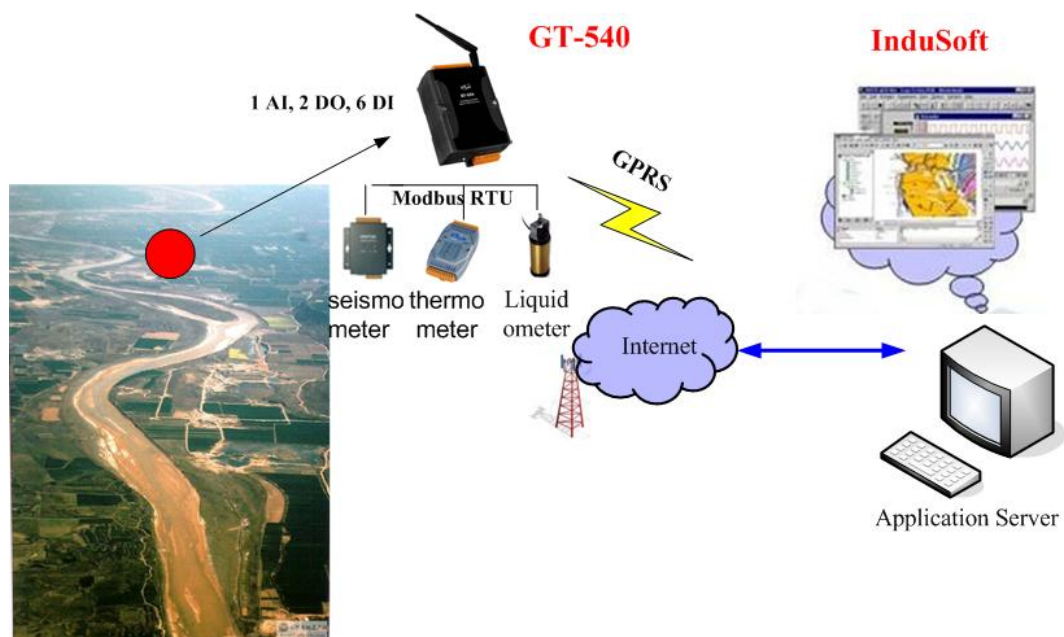 GT-540
InduSoft
1 AI, 2 DO, 6 DI
GPRS
Modbus RTU
seismo
meter
thermo
meter
Liquid
ometer
Internet
Application Server